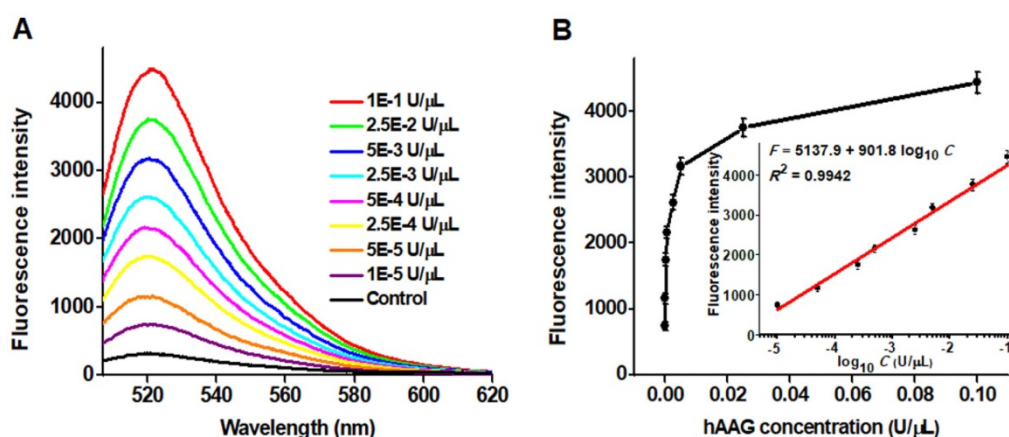 A
Fluorescence intensity
4000
3000
2000
1000
0
520 540 560 580 600 620
Wavelength (nm)
1E-1 U/μL
2.5E-2 U/μL
5E-3 U/μL
2.5E-3 U/μL
5E-4 U/μL
2.5E-4 U/μL
5E-5 U/μL
1E-5 U/μL
Control
B
Fluorescence intensity
4000
3000
2000
1000
0
0.00 0.02 0.04 0.06 0.08 0.10
hAAG concentration (U/μL)
F = 5137.9 + 901.8 log10 C
R² = 0.9942
Fluorescence intensity
4000
3000
2000
1000
0
-5 -4 -3 -2 -1
log10 C (U/μL)